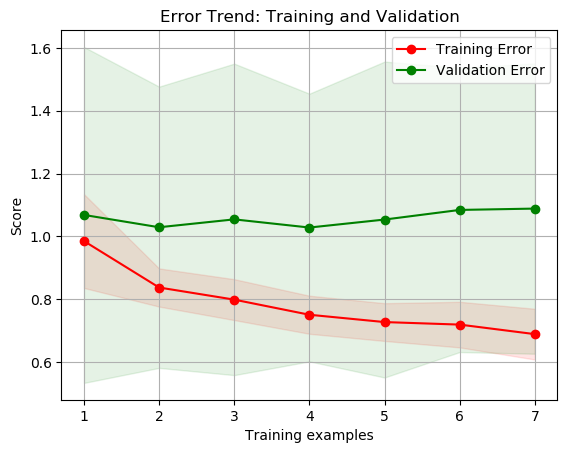 Error Trend: Training and Validation
Training Error
Validation Error
Score
1.6
1.4
1.2
1.0
0.8
0.6
1 2 3 4 5 6 7
Training examples